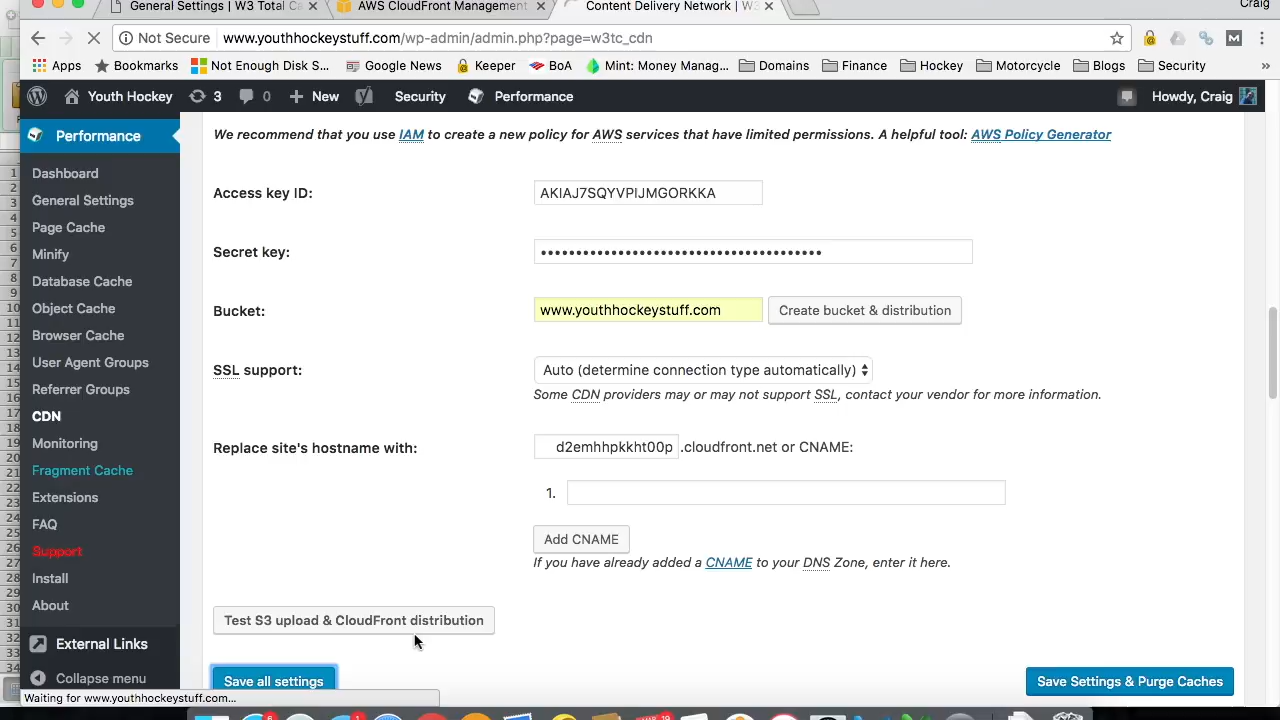 General Settings | W3 Total Ca
AWS CloudFront Management
Content Delivery Network | W3
Craig
Not Secure
www.youthhockeystuff.com/wp-admin/admin.php?page=w3tc_cdn
Apps
Bookmarks
Not Enough Disk S...
Google News
Keeper
BoA
Mint: Money Manag...
Domains
Finance
Hockey
Motorcycle
Blogs
Security
»
Youth Hockey
3
0
New
Security
Performance
Howdy, Craig
Performance
Dashboard
General Settings
Page Cache
Minify
Database Cache
Object Cache
Browser Cache
User Agent Groups
Referrer Groups
CDN
Monitoring
Fragment Cache
Extensions
FAQ
Support
Install
About
External Links
Collapse menu
We recommend that you use IAM to create a new policy for AWS services that have limited permissions. A helpful tool: AWS Policy Generator
Access key ID:
AKIAJ7SQYVPIJMGORKKA
Secret key:
••••••••••••••••••••••••••••••••••••••••
Bucket:
www.youthhockeystuff.com
Create bucket & distribution
SSL support:
Auto (determine connection type automatically)
Some CDN providers may or may not support SSL, contact your vendor for more information.
Replace site's hostname with:
d2emhhpkkht00p .cloudfront.net or CNAME:
1.
Add CNAME
If you have already added a CNAME to your DNS Zone, enter it here.
Test S3 upload & CloudFront distribution
Save all settings
Save Settings & Purge Caches
Waiting for www.youthhockeystuff.com...